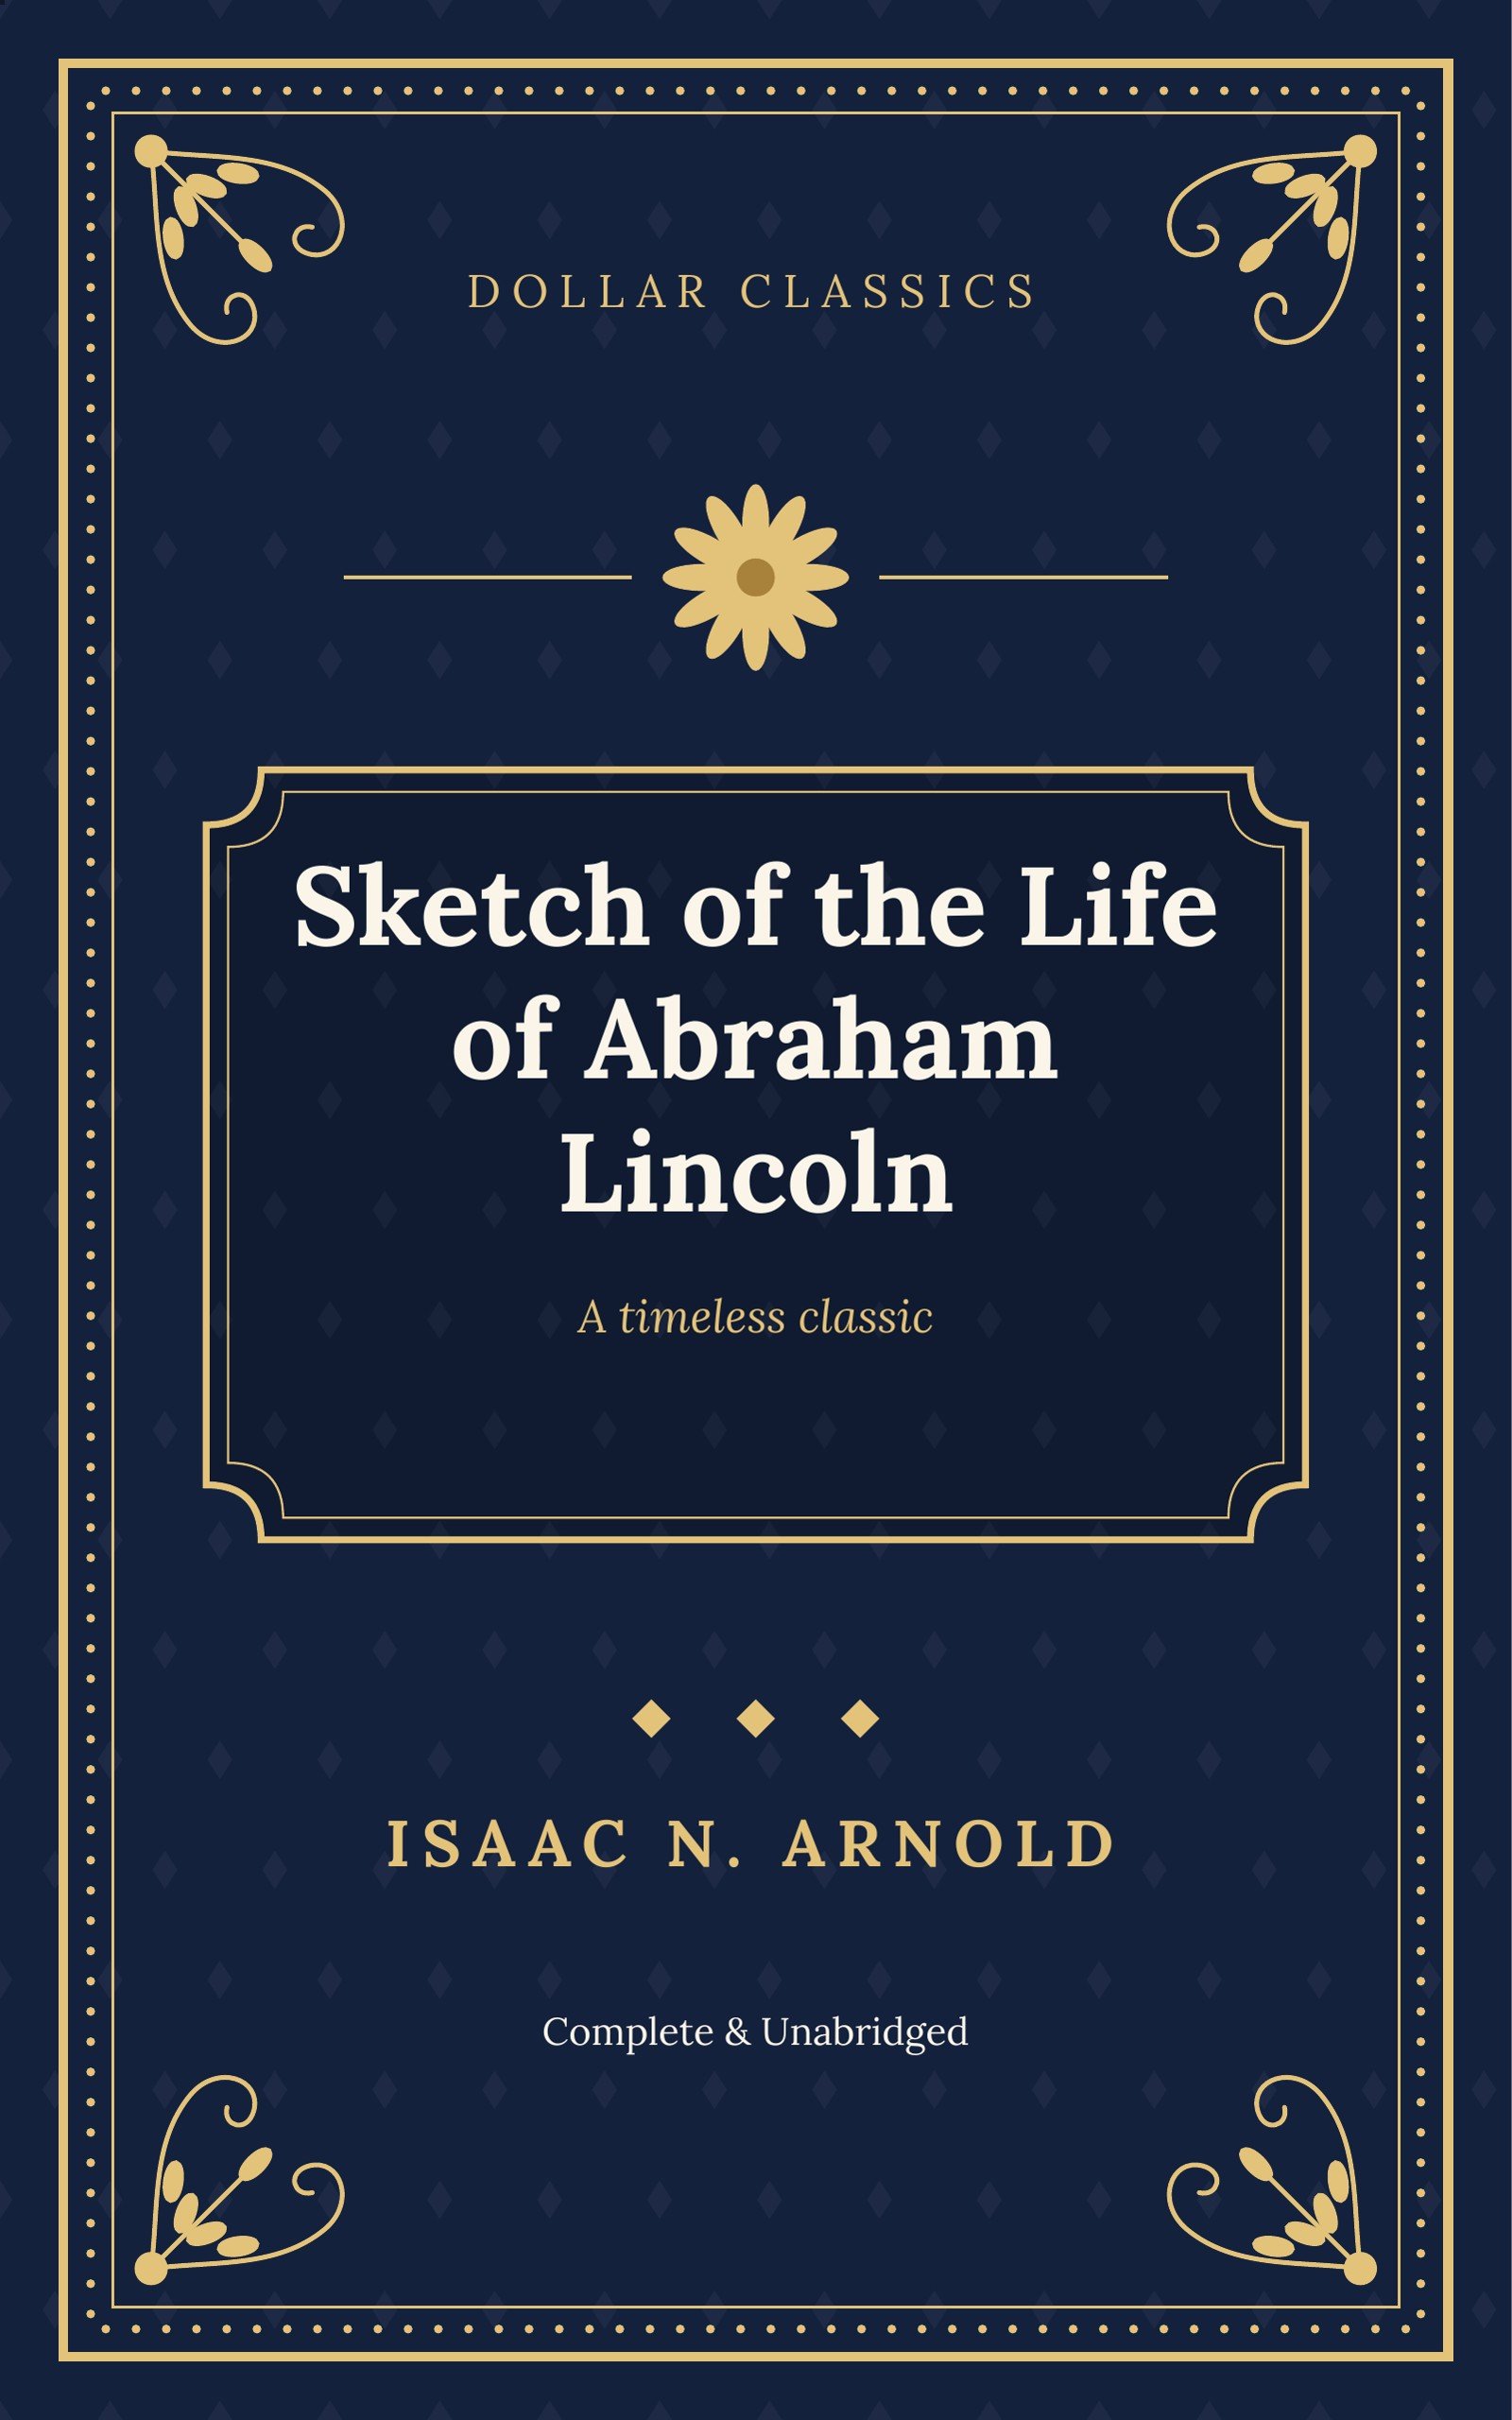 DOLLAR CLASSICS
Sketch of the Life
of Abraham
Lincoln
A timeless classic
ISAAC N. ARNOLD
Complete & Unabridged